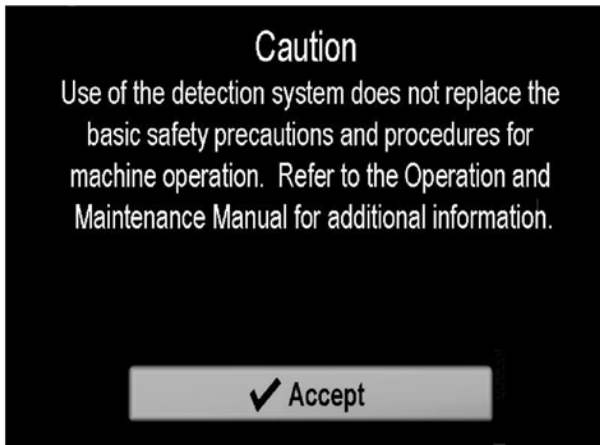 Caution
Use of the detection system does not replace the
basic safety precautions and procedures for
machine operation. Refer to the Operation and
Maintenance Manual for additional information.
Accept